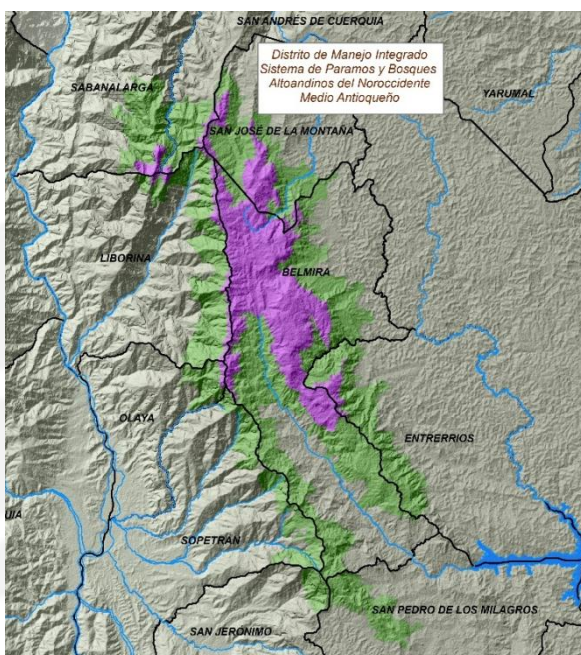 SAN ANDRÉS DE CUERQUIA
Distrito de Manejo Integrado
Sistema de Paramos y Bosques
Altoandinos del Noroccidente
Medio Antioqueño
SABANALARGA
YARUMAL
SAN JOSÉ DE LA MONTAÑA
LIBORINA
BELMIRA
OLAYA
ENTRERRIOS
UIA
SOPETRÁN
SAN PEDRO DE LOS MILAGROS
SAN JERÓNIMO